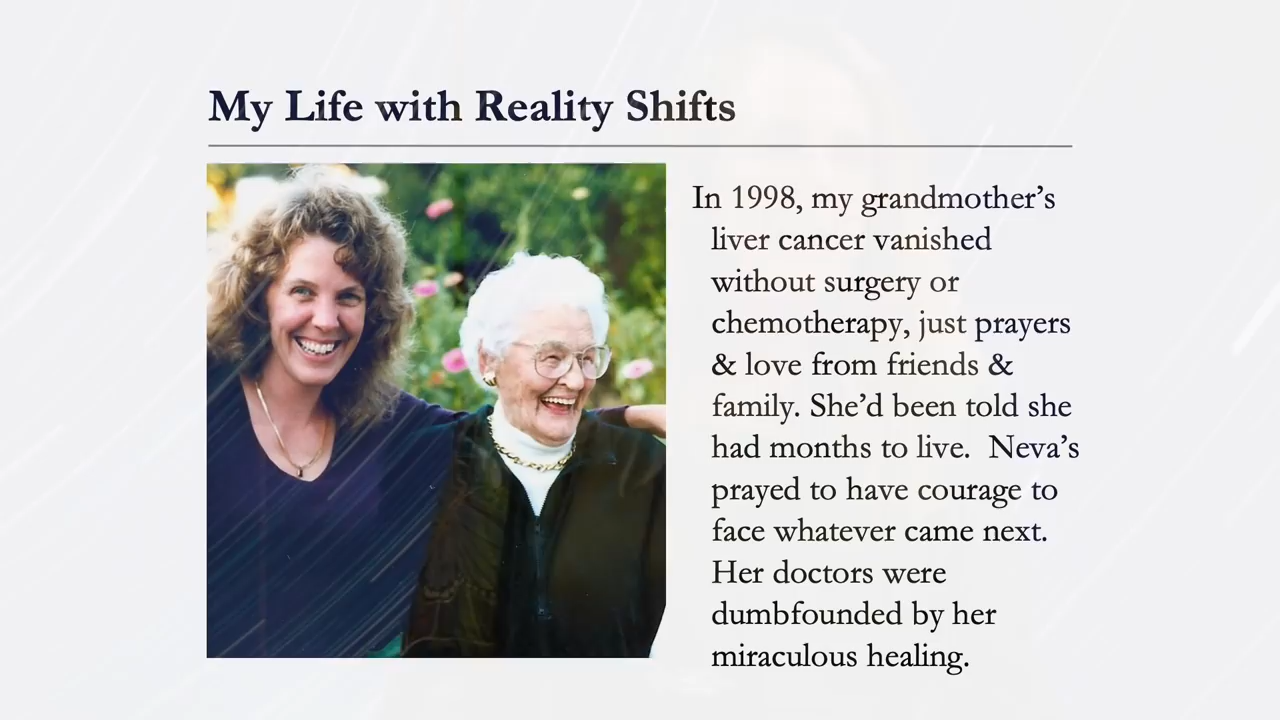 My Life with Reality Shifts
In 1998, my grandmother’s
liver cancer vanished
without surgery or
chemotherapy, just prayers
& love from friends &
family. She’d been told she
had months to live.  Neva’s
prayed to have courage to
face whatever came next.
Her doctors were
dumbfounded by her
miraculous healing.